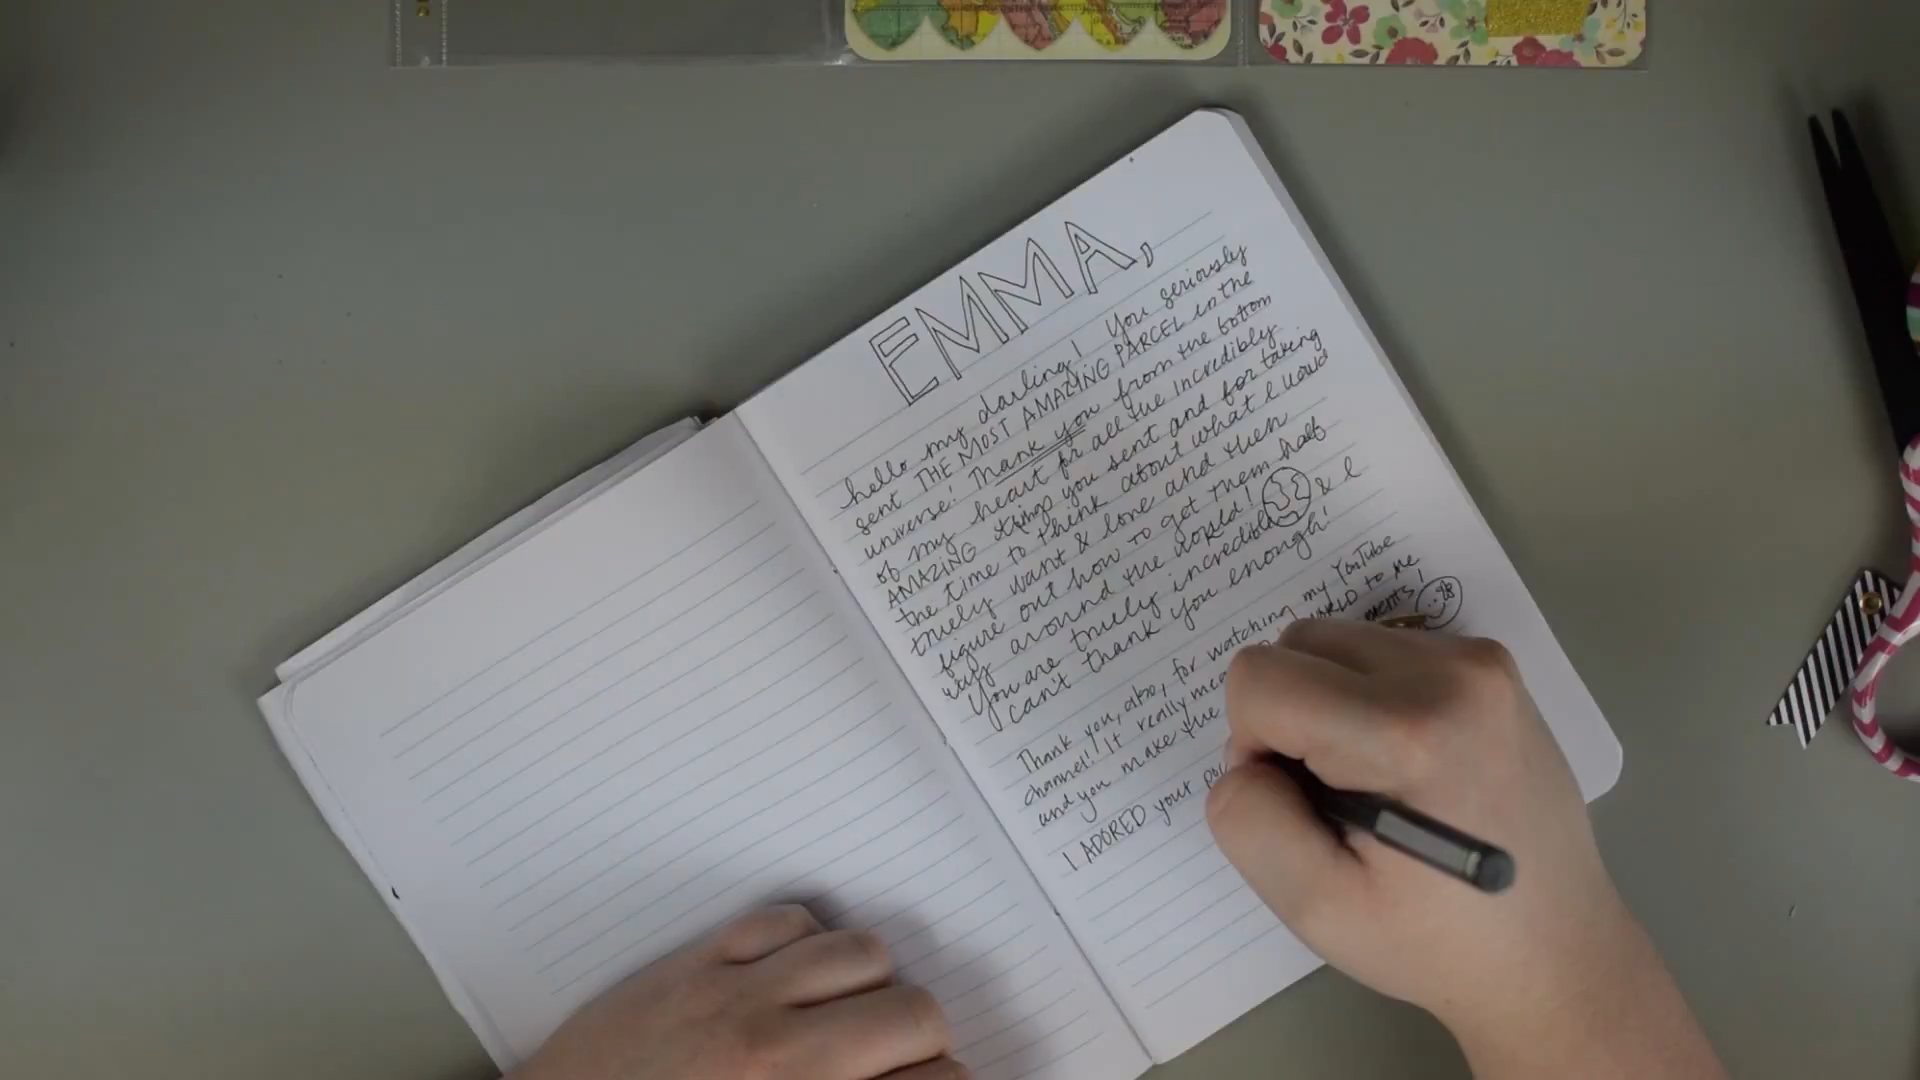 EMMA,
hello my darling! You seriously
sent THE MOST AMAZING PARCEL in the
universe! Thank you from the bottom
of my heart for all the incredibly
AMAZING things you sent and for taking
the time to think about what I would
truely want & love and then
figure out how to get them half
way around the world! & I
You are truely incredible
can't thank you enough!
Thank you, also, for watching my YouTube
channel! It really WORLD to me
and you make the
I ADORED your